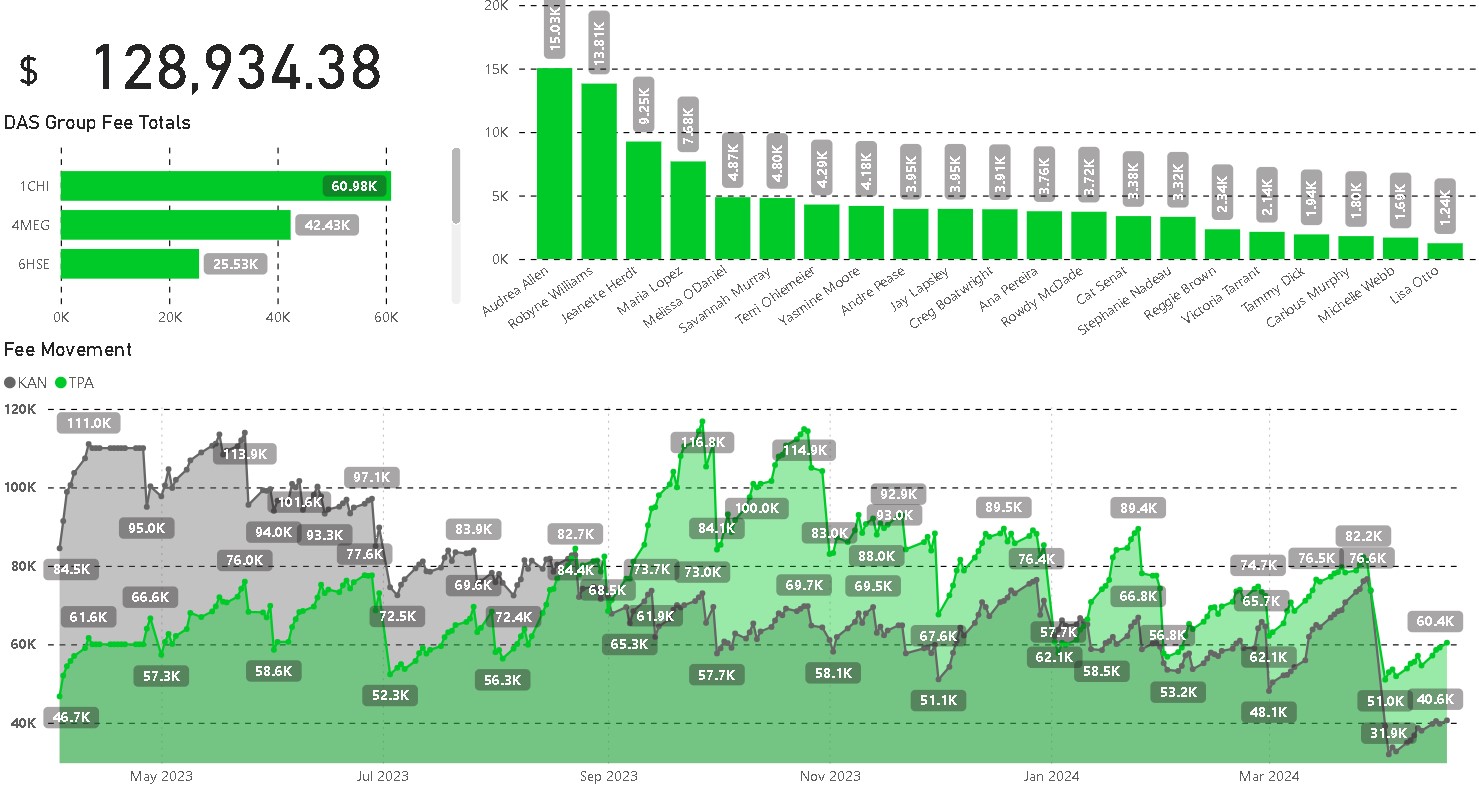 $ 128,934.38
DAS Group Fee Totals
1CHI 60.98K
4MEG 42.43K
6HSE 25.53K
0K 20K 40K 60K
20K
15K
10K
5K
0K
15.03K 13.81K 9.25K 7.68K 4.87K 4.80K 4.29K 4.18K 3.95K 3.95K 3.91K 3.76K 3.72K 3.38K 3.32K 2.34K 2.14K 1.94K 1.80K 1.69K 1.24K
Audrea Allen
Robyne Williams
Jeanette Herdt
Maria Lopez
Melissa O'Daniel
Savannah Murray
Terri Ohlemeier
Yasmine Moore
Andre Pease
Jay Lapsley
Creg Boatwright
Ana Pereira
Rowdy McDade
Cat Senat
Stephanie Nadeau
Reggie Brown
Victoria Tarrant
Tammy Dick
Carlous Murphy
Michelle Webb
Lisa Otto
Fee Movement
KAN TPA
120K
100K
80K
60K
40K
111.0K 113.9K 101.6K 97.1K 116.8K 114.9K 92.9K 93.0K 89.5K 89.4K 82.2K
95.0K 94.0K 93.3K 77.6K 83.9K 82.7K 84.1K 100.0K 83.0K 88.0K 76.4K 74.7K 76.5K 76.6K
84.5K 76.0K 69.6K 84.4K 68.5K 73.7K 73.0K 69.7K 69.5K 66.8K 65.7K
61.6K 66.6K 72.5K 72.4K 65.3K 61.9K 67.6K 57.7K 62.1K 56.8K 62.1K 60.4K
57.3K 58.6K 52.3K 56.3K 57.7K 58.1K 51.1K 58.5K 53.2K 48.1K 51.0K 40.6K
46.7K 31.9K
May 2023 Jul 2023 Sep 2023 Nov 2023 Jan 2024 Mar 2024